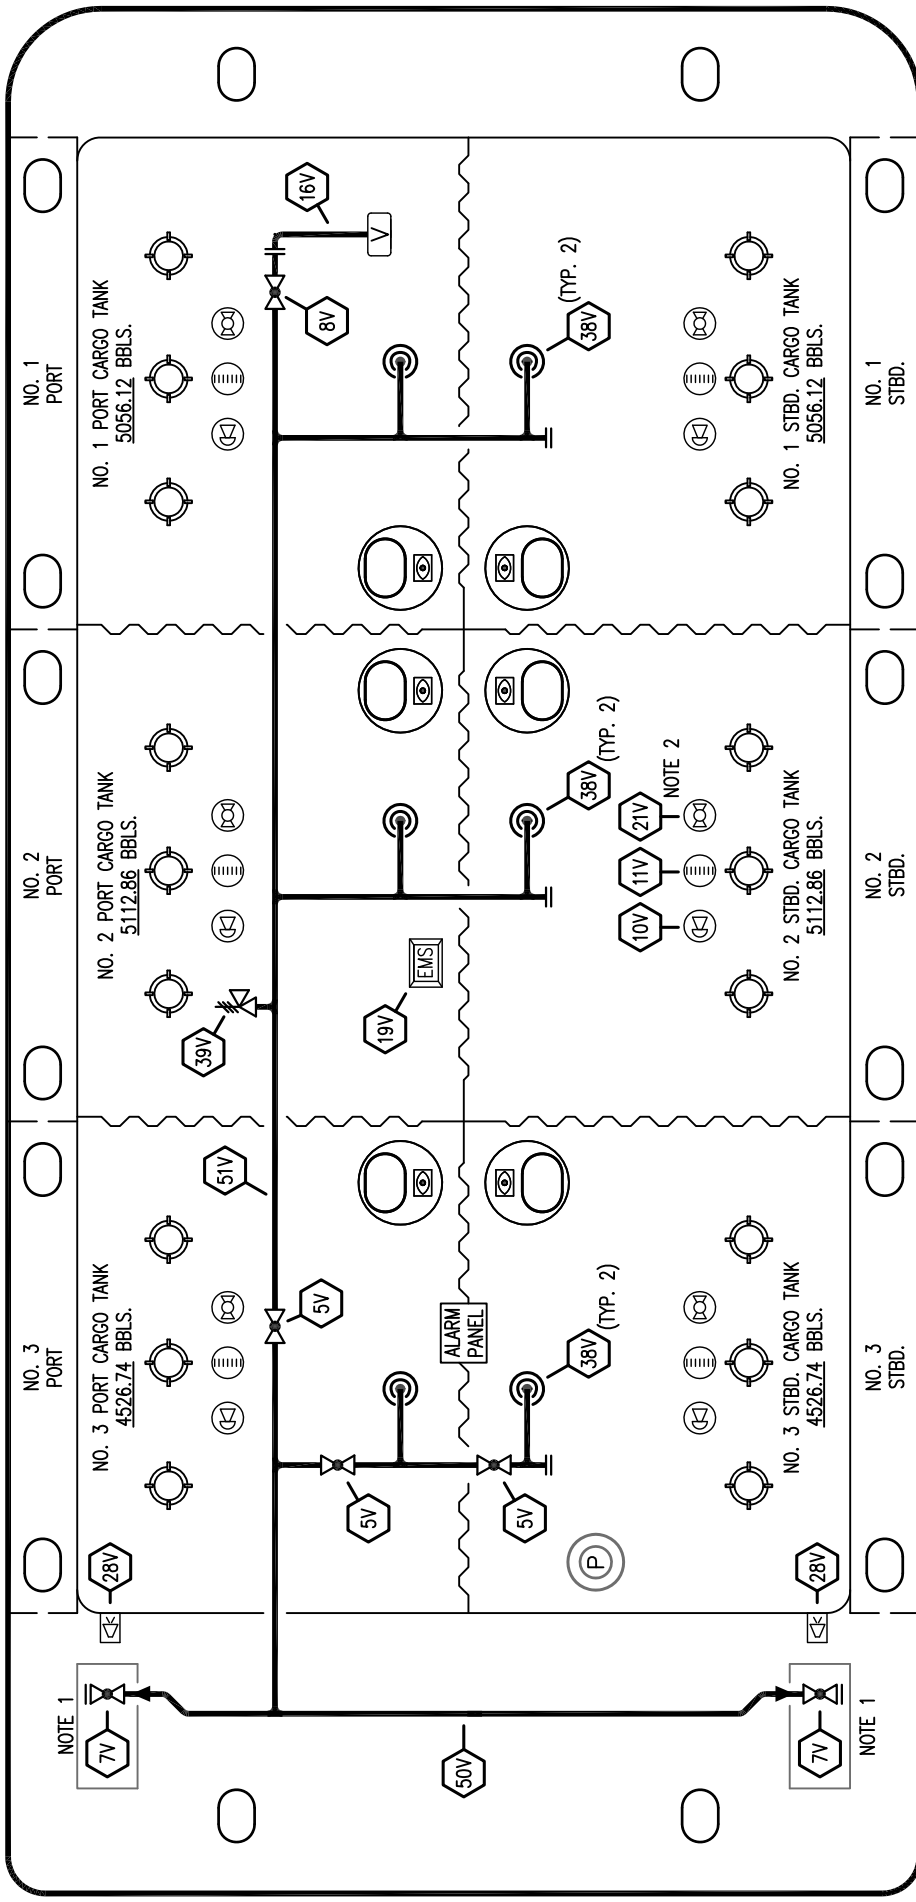 NO. 3
PORT
NO. 2
PORT
NO. 1
PORT
NO. 3 PORT CARGO TANK
4526.74 BBLS.
NO. 2 PORT CARGO TANK
5112.86 BBLS.
NO. 1 PORT CARGO TANK
5056.12 BBLS.
NOTE 1
7V
28V
39V
51V
16V
8V
5V
5V
19V
EMS
V
ALARM
PANEL
50V
5V
P
38V
(TYP. 2)
38V
(TYP. 2)
38V
(TYP. 2)
10V
11V
21V
NOTE 2
NO. 3 STBD. CARGO TANK
4526.74 BBLS.
NO. 2 STBD. CARGO TANK
5112.86 BBLS.
NO. 1 STBD. CARGO TANK
5056.12 BBLS.
28V
7V
NOTE 1
NO. 3
STBD.
NO. 2
STBD.
NO. 1
STBD.